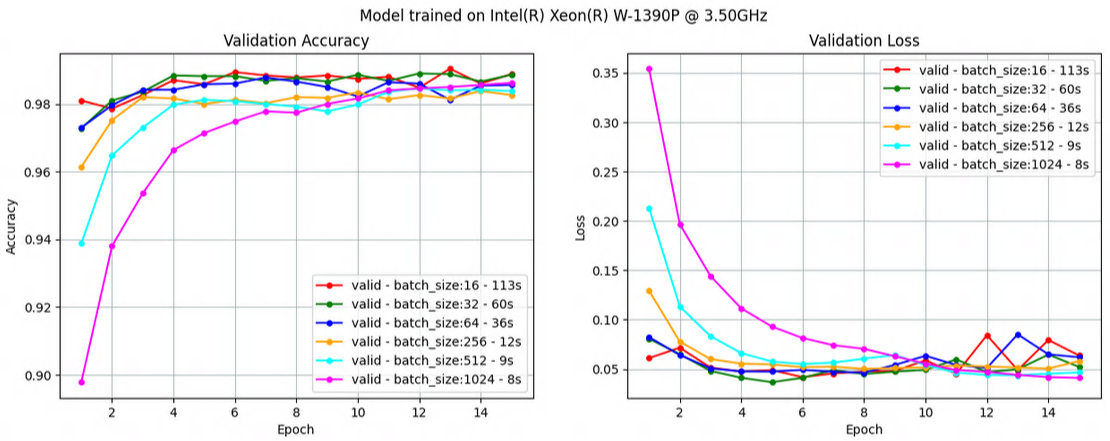 Model trained on Intel(R) Xeon(R) W-1390P @ 3.50GHz
Validation Accuracy
Accuracy
0.98
0.96
0.94
0.92
0.90
valid - batch_size:16 - 113s
valid - batch_size:32 - 60s
valid - batch_size:64 - 36s
valid - batch_size:256 - 12s
valid - batch_size:512 - 9s
valid - batch_size:1024 - 8s
2 4 6 8 10 12 14
Epoch
Validation Loss
Loss
0.35
0.30
0.25
0.20
0.15
0.10
0.05
valid - batch_size:16 - 113s
valid - batch_size:32 - 60s
valid - batch_size:64 - 36s
valid - batch_size:256 - 12s
valid - batch_size:512 - 9s
valid - batch_size:1024 - 8s
2 4 6 8 10 12 14
Epoch